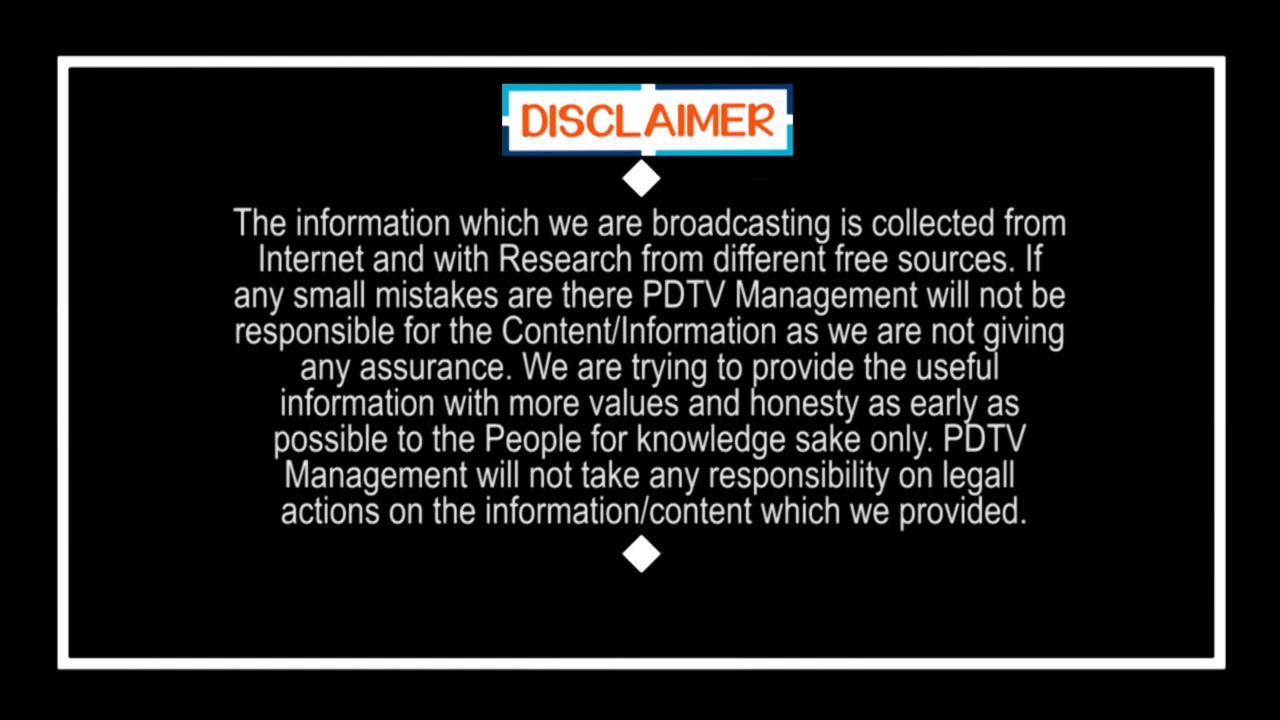 DISCLAIMER
The information which we are broadcasting is collected from
Internet and with Research from different free sources. If
any small mistakes are there PDTV Management will not be
responsible for the Content/Information as we are not giving
any assurance. We are trying to provide the useful
information with more values and honesty as early as
possible to the People for knowledge sake only. PDTV
Management will not take any responsibility on legall
actions on the information/content which we provided.